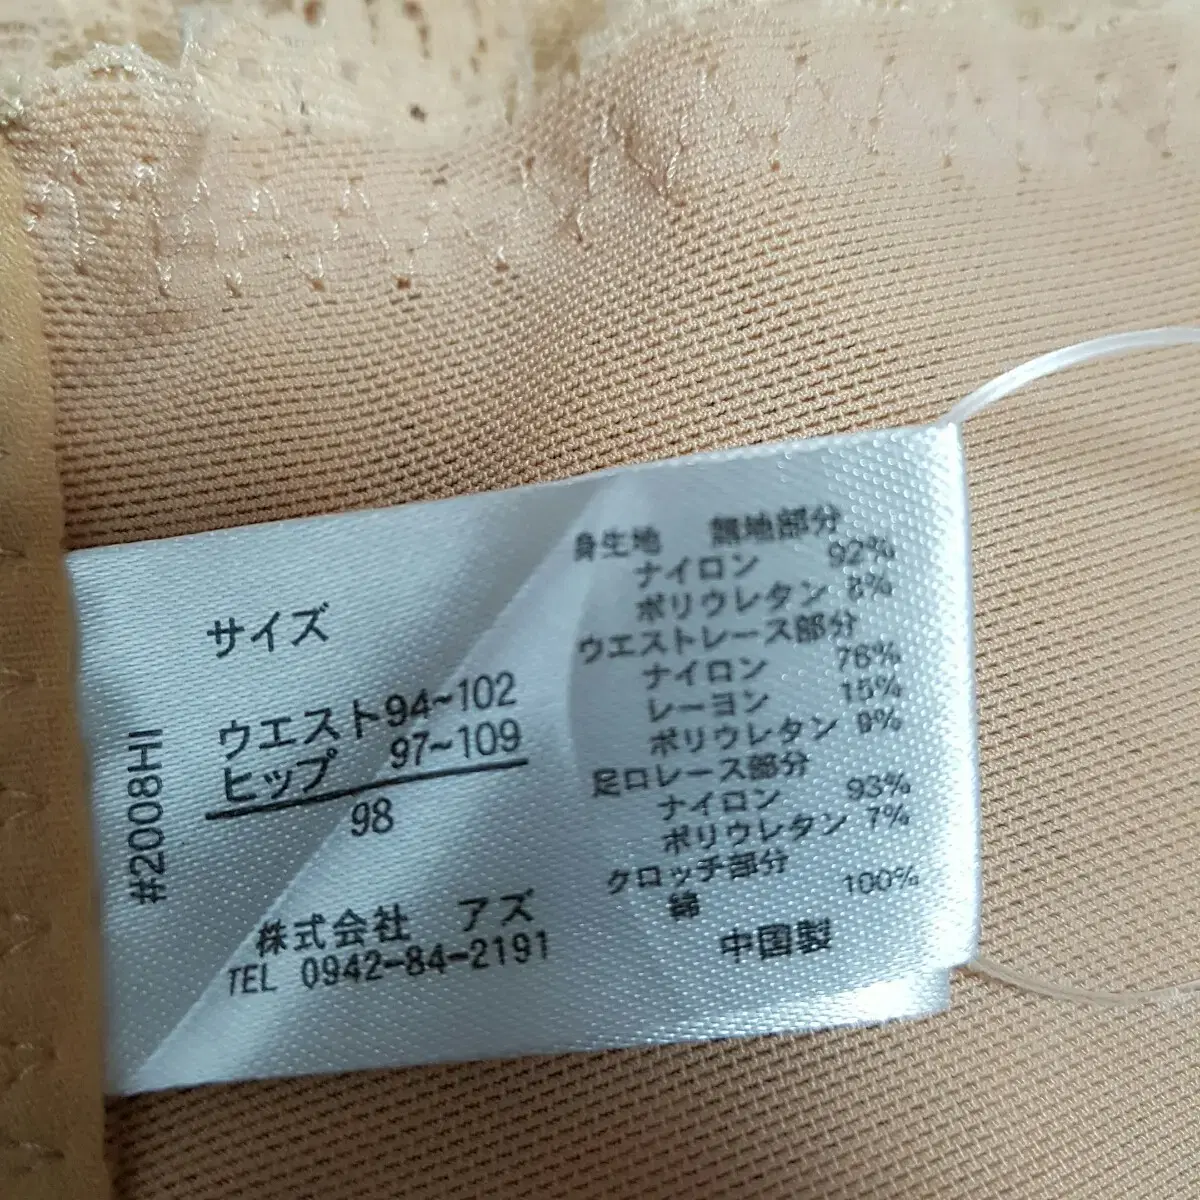 #2008HI
サイズ
ウエスト94~102
ヒップ 97~109
98
株式会社 アズ
TEL 0942-84-2191
身生地 無地部分
ナイロン 92%
ポリウレタン 8%
ウエストレース部分
ナイロン 76%
レーヨン 15%
ポリウレタン 9%
足口レース部分
ナイロン 93%
ポリウレタン 7%
クロッチ部分
綿 100%
中国製